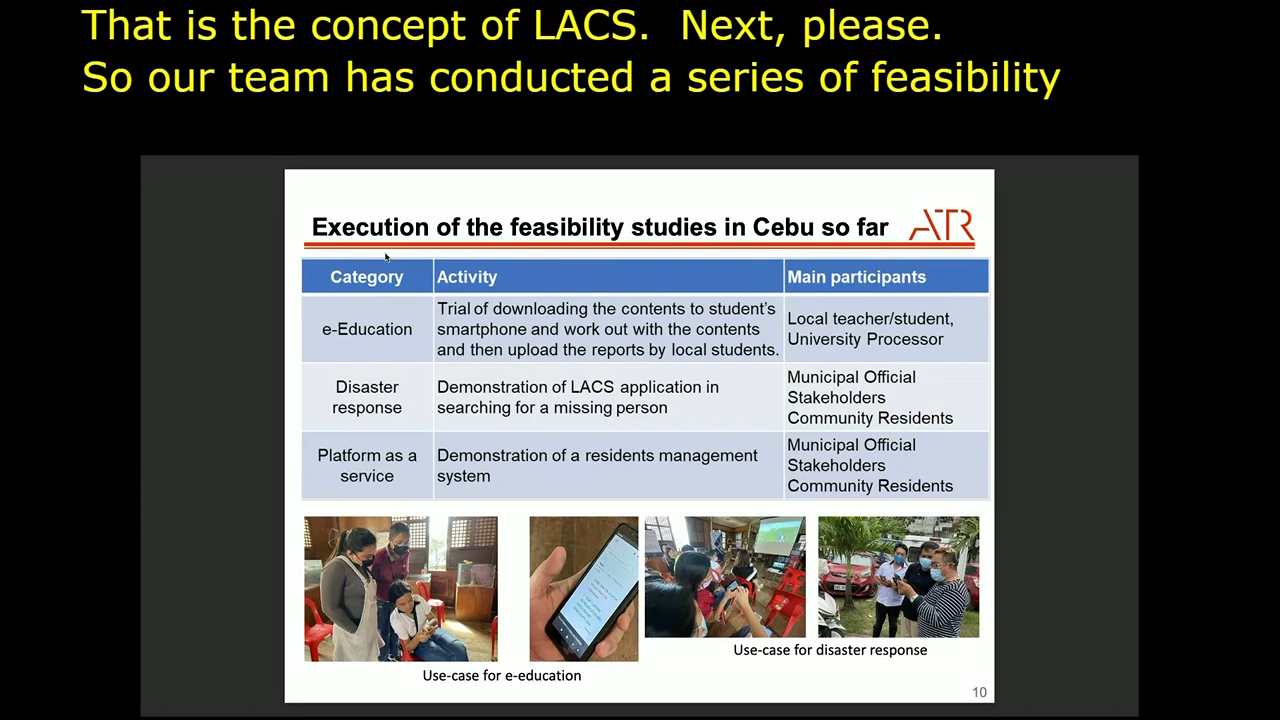 That is the concept of LACS.  Next, please.
So our team has conducted a series of feasibility
Execution of the feasibility studies in Cebu so far
ATR
Category
Activity
Main participants
e-Education
Trial of downloading the contents to student's
smartphone and work out with the contents
and then upload the reports by local students.
Local teacher/student,
University Processor
Disaster
response
Demonstration of LACS application in
searching for a missing person
Municipal Official
Stakeholders
Community Residents
Platform as a
service
Demonstration of a residents management
system
Municipal Official
Stakeholders
Community Residents
Use-case for e-education
Use-case for disaster response
10